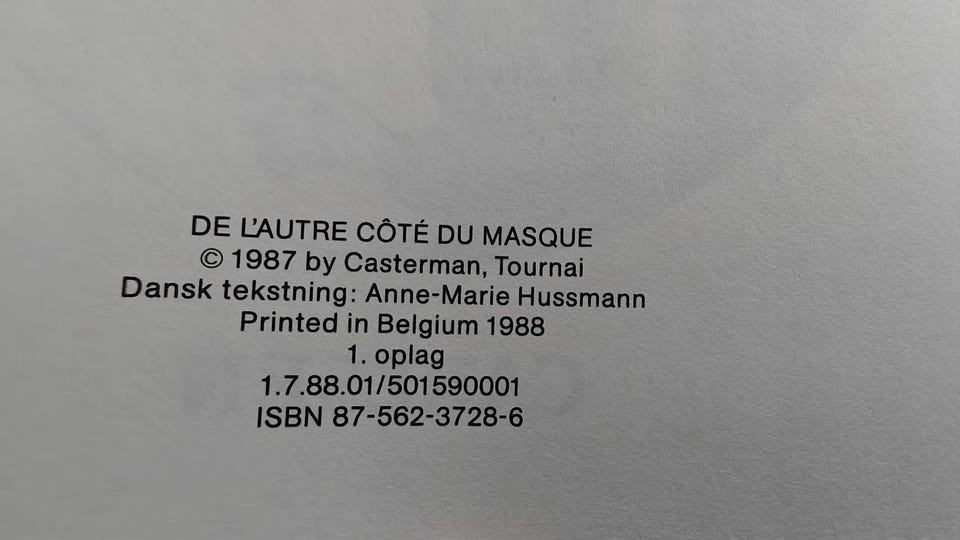 DE L'AUTRE CÔTÉ DU MASQUE
© 1987 by Casterman, Tournai
Dansk tekstning: Anne-Marie Hussmann
Printed in Belgium 1988
1. oplag
1.7.88.01/501590001
ISBN 87-562-3728-6